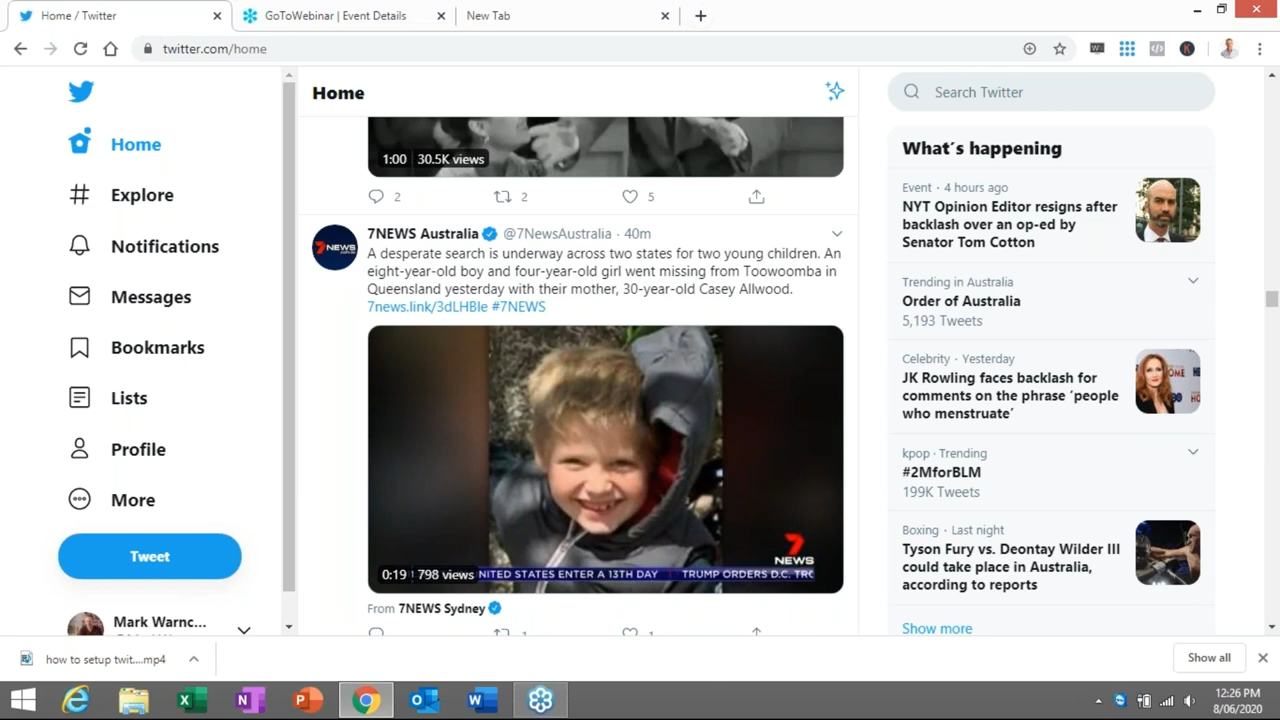 Home / Twitter
GoToWebinar | Event Details
New Tab
twitter.com/home
Home
Explore
Notifications
Messages
Bookmarks
Lists
Profile
More
Tweet
Mark Warnc...
Home
1:00 30.5K views
2 2 5
7NEWS Australia @7NewsAustralia · 40m
A desperate search is underway across two states for two young children. An
eight-year-old boy and four-year-old girl went missing from Toowoomba in
Queensland yesterday with their mother, 30-year-old Casey Allwood.
7news.link/3dLHBle #7NEWS
7
NEWS
0:19 798 views
NITED STATES ENTER A 13TH DAY TRUMP ORDERS D.C. TRO
From 7NEWS Sydney
1 1
Search Twitter
What's happening
Event · 4 hours ago
NYT Opinion Editor resigns after
backlash over an op-ed by
Senator Tom Cotton
Trending in Australia
Order of Australia
5,193 Tweets
Celebrity · Yesterday
JK Rowling faces backlash for
comments on the phrase ‘people
who menstruate’
kpop · Trending
#2MforBLM
199K Tweets
Boxing · Last night
Tyson Fury vs. Deontay Wilder III
could take place in Australia,
according to reports
Show more
how to setup twit....mp4
Show all
12:26 PM
8/06/2020